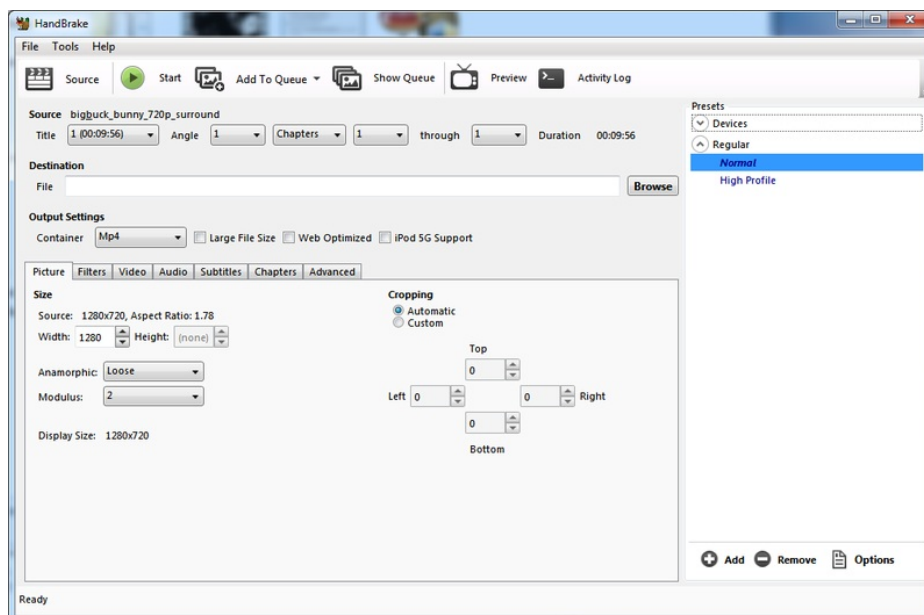 HandBrake
File Tools Help
Source Start Add To Queue Show Queue Preview Activity Log
Source bigbuck_bunny_720p_surround
Title 1 (00:09:56) Angle 1 Chapters 1 through 1 Duration 00:09:56
Destination
File Browse
Output Settings
Container Mp4 Large File Size Web Optimized iPod 5G Support
Picture Filters Video Audio Subtitles Chapters Advanced
Size
Source: 1280x720, Aspect Ratio: 1.78
Width: 1280 Height: (none)
Anamorphic: Loose
Modulus: 2
Display Size: 1280x720
Cropping
Automatic
Custom
Top
0
Left 0 0 Right
0
Bottom
Presets
Devices
Regular
Normal
High Profile
Add Remove Options
Ready